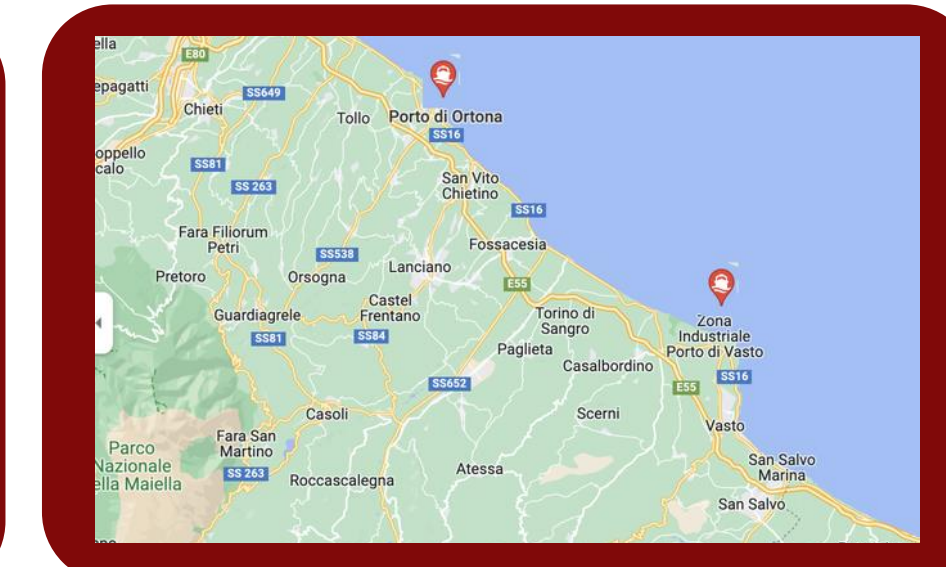 ella
E80
epagatti
SS649
Chieti
Tollo
Porto di Ortona
SS16
oppello
calo
SS81
SS 263
San Vito
Chietino
SS16
Fara Filiorum
Petri
Fossacesia
SS538
Pretoro
Orsogna
Lanciano
E55
Castel
Frentano
Guardiagrele
Torino di
Sangro
Zona
Industriale
Porto di Vasto
SS81
SS84
Paglieta
Casalbordino
SS652
E55
SS16
Casoli
Scerni
Vasto
Parco
Nazionale
ella Maiella
Fara San
Martino
SS 263
Roccascalegna
Atessa
San Salvo
Marina
San Salvo